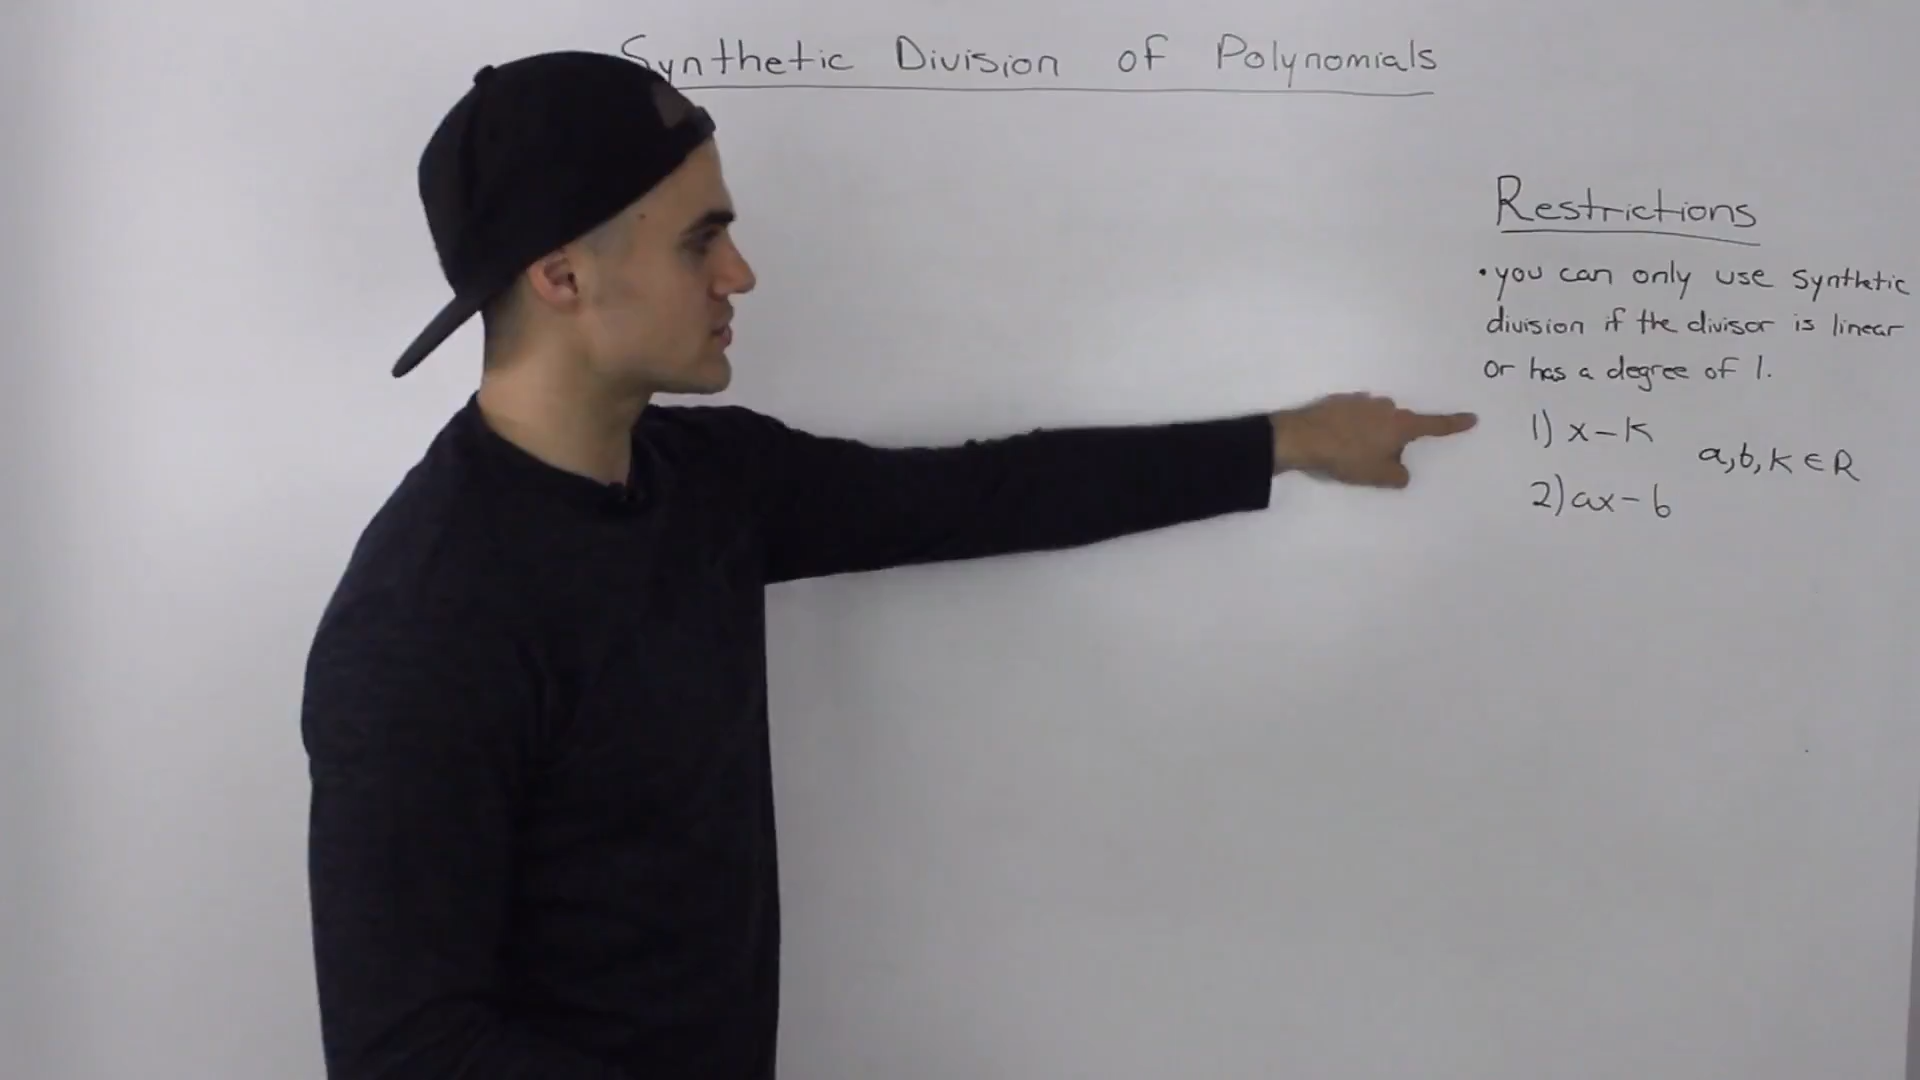 Synthetic Division of Polynomials
Restrictions
• you can only use synthetic
division if the divisor is linear
or has a degree of 1.
1) x-k
a,b,k ∈ R
2) ax-b